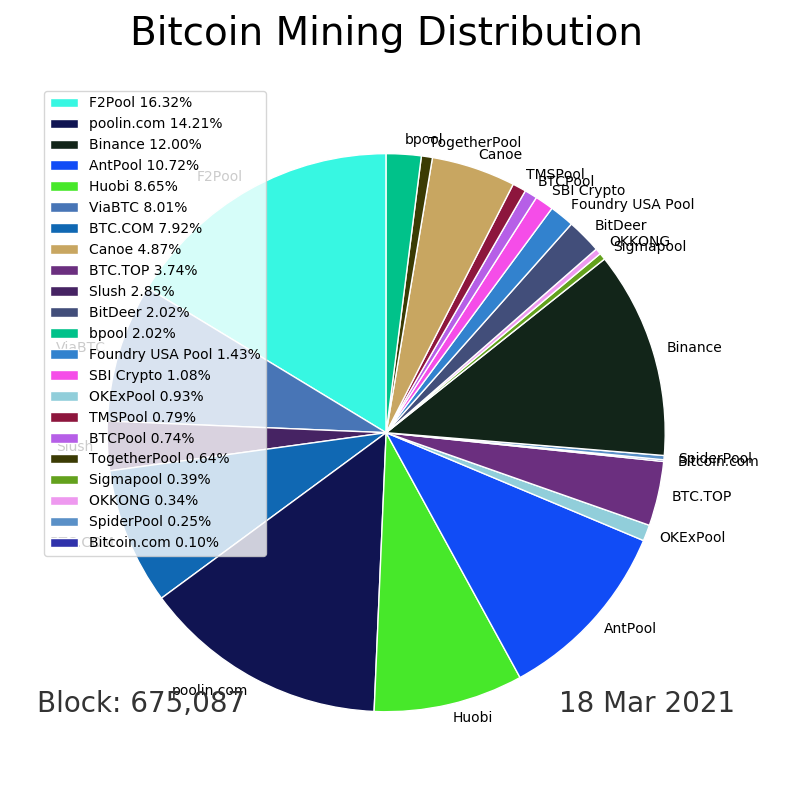 Bitcoin Mining Distribution
F2Pool 16.32%
poolin.com 14.21%
Binance 12.00%
AntPool 10.72%
Huobi 8.65%
ViaBTC 8.01%
BTC.COM 7.92%
Canoe 4.87%
BTC.TOP 3.74%
Slush 2.85%
BitDeer 2.02%
bpool 2.02%
Foundry USA Pool 1.43%
SBI Crypto 1.08%
OKExPool 0.93%
TMSPool 0.79%
BTCPool 0.74%
TogetherPool 0.64%
Sigmapool 0.39%
OKKONG 0.34%
SpiderPool 0.25%
Bitcoin.com 0.10%
F2Pool
ViaBTC
Slush
poolin.com
Huobi
AntPool
OKExPool
BTC.TOP
Bitcoin.com
SpiderPool
Binance
Sigmapool
OKKONG
BitDeer
Foundry USA Pool
SBI Crypto
BTCPool
TMSPool
Canoe
TogetherPool
bpool
Block: 675,087
18 Mar 2021